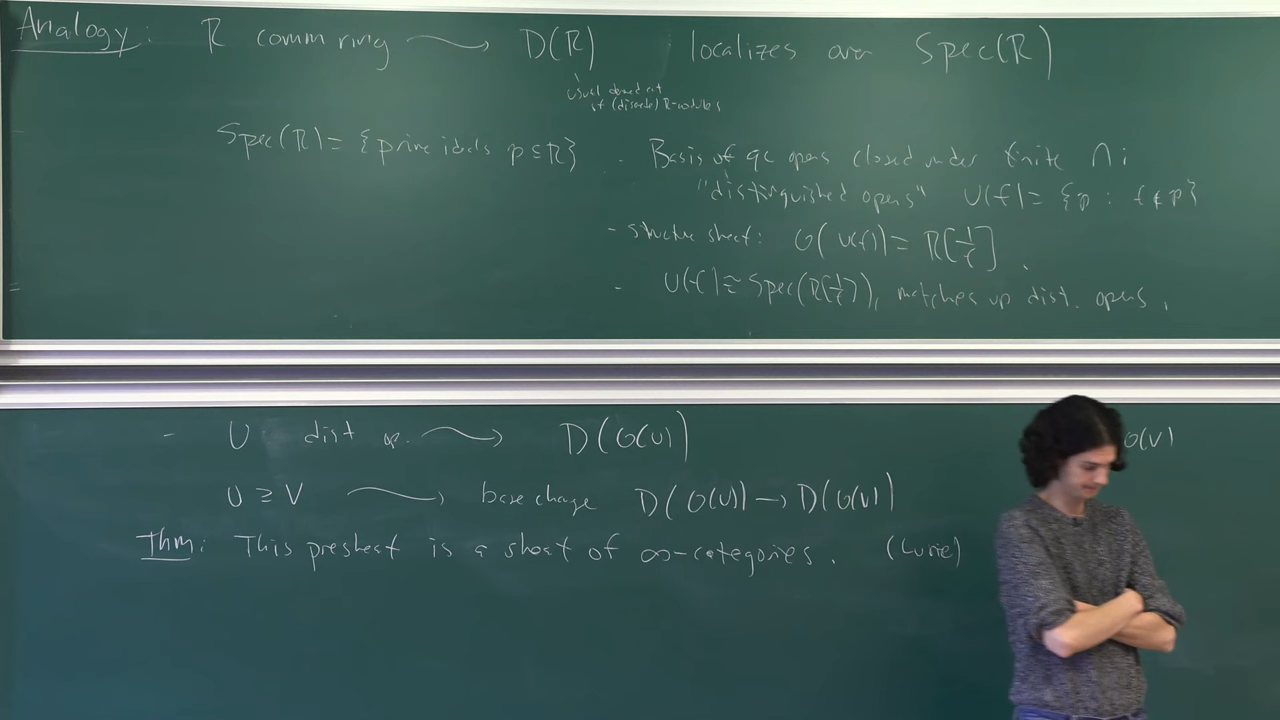 Analogy: R comm ring ⟿ D(R) localizes over Spec(R)
usual derived cat
of (discrete) R-modules
Spec(R) = {prime ideals p ⊆ R}
· Basis of qc opens closed under finite ∩;
"distinguished opens" U(f) = {p : f ∉ p}
- structure sheaf: O(U(f)) = R[1/f].
- U(f) ≅ Spec(R[1/f]), matches up dist. opens.
- U dist op. ⟿ D(O(U))
O(V)
U ⊇ V ⟿ base change D(O(U)) → D(O(V))
Thm: This presheaf is a sheaf of ∞-categories. (Lurie)